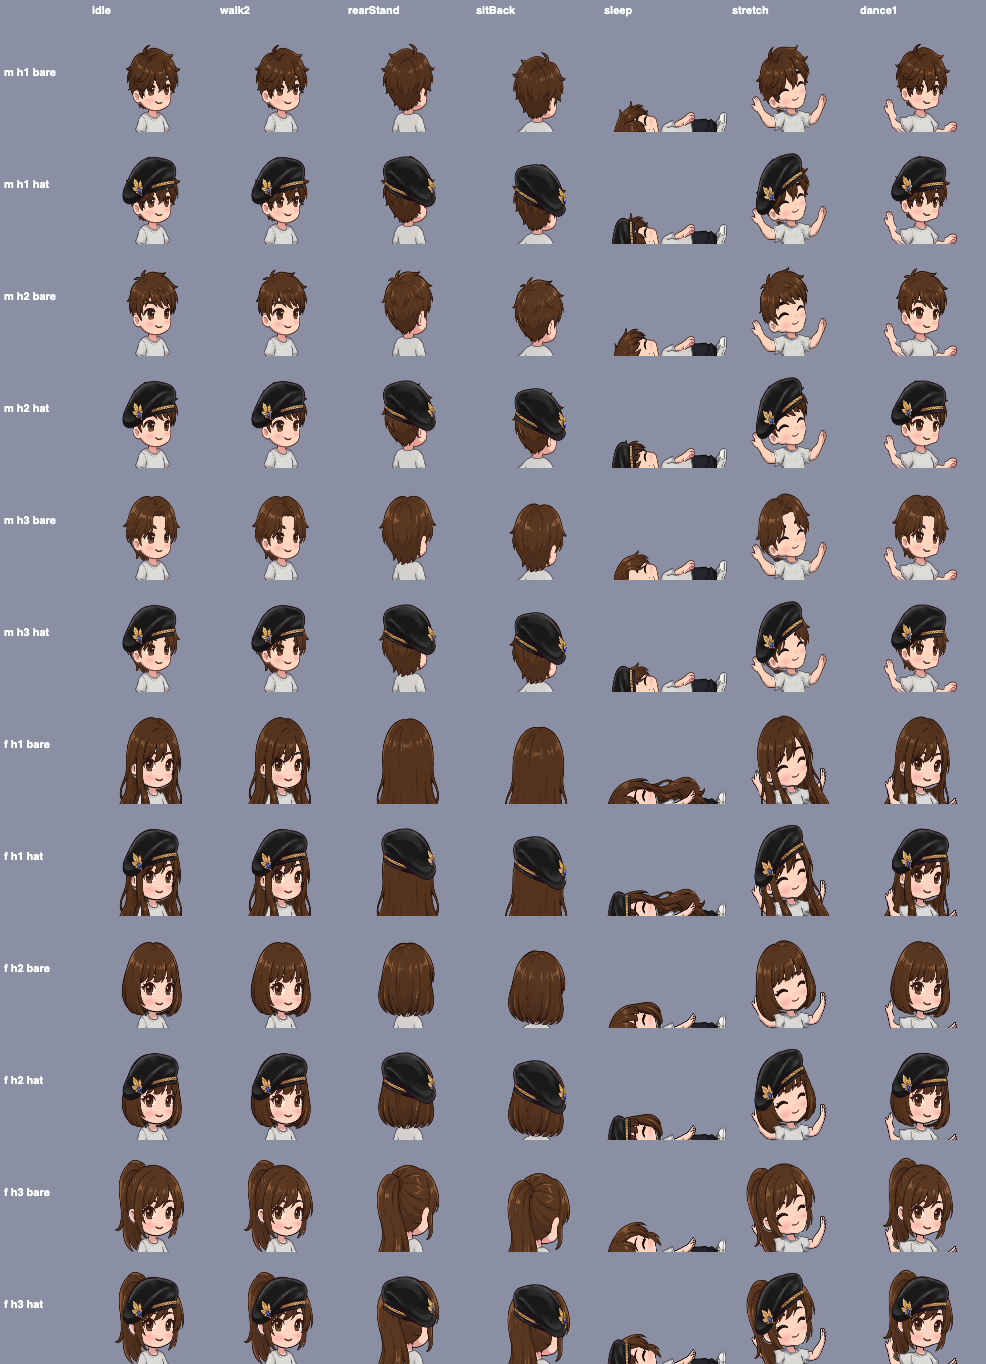 idle walk2 rearStand sitBack sleep stretch dance1
m h1 bare
m h1 hat
m h2 bare
m h2 hat
m h3 bare
m h3 hat
f h1 bare
f h1 hat
f h2 bare
f h2 hat
f h3 bare
f h3 hat